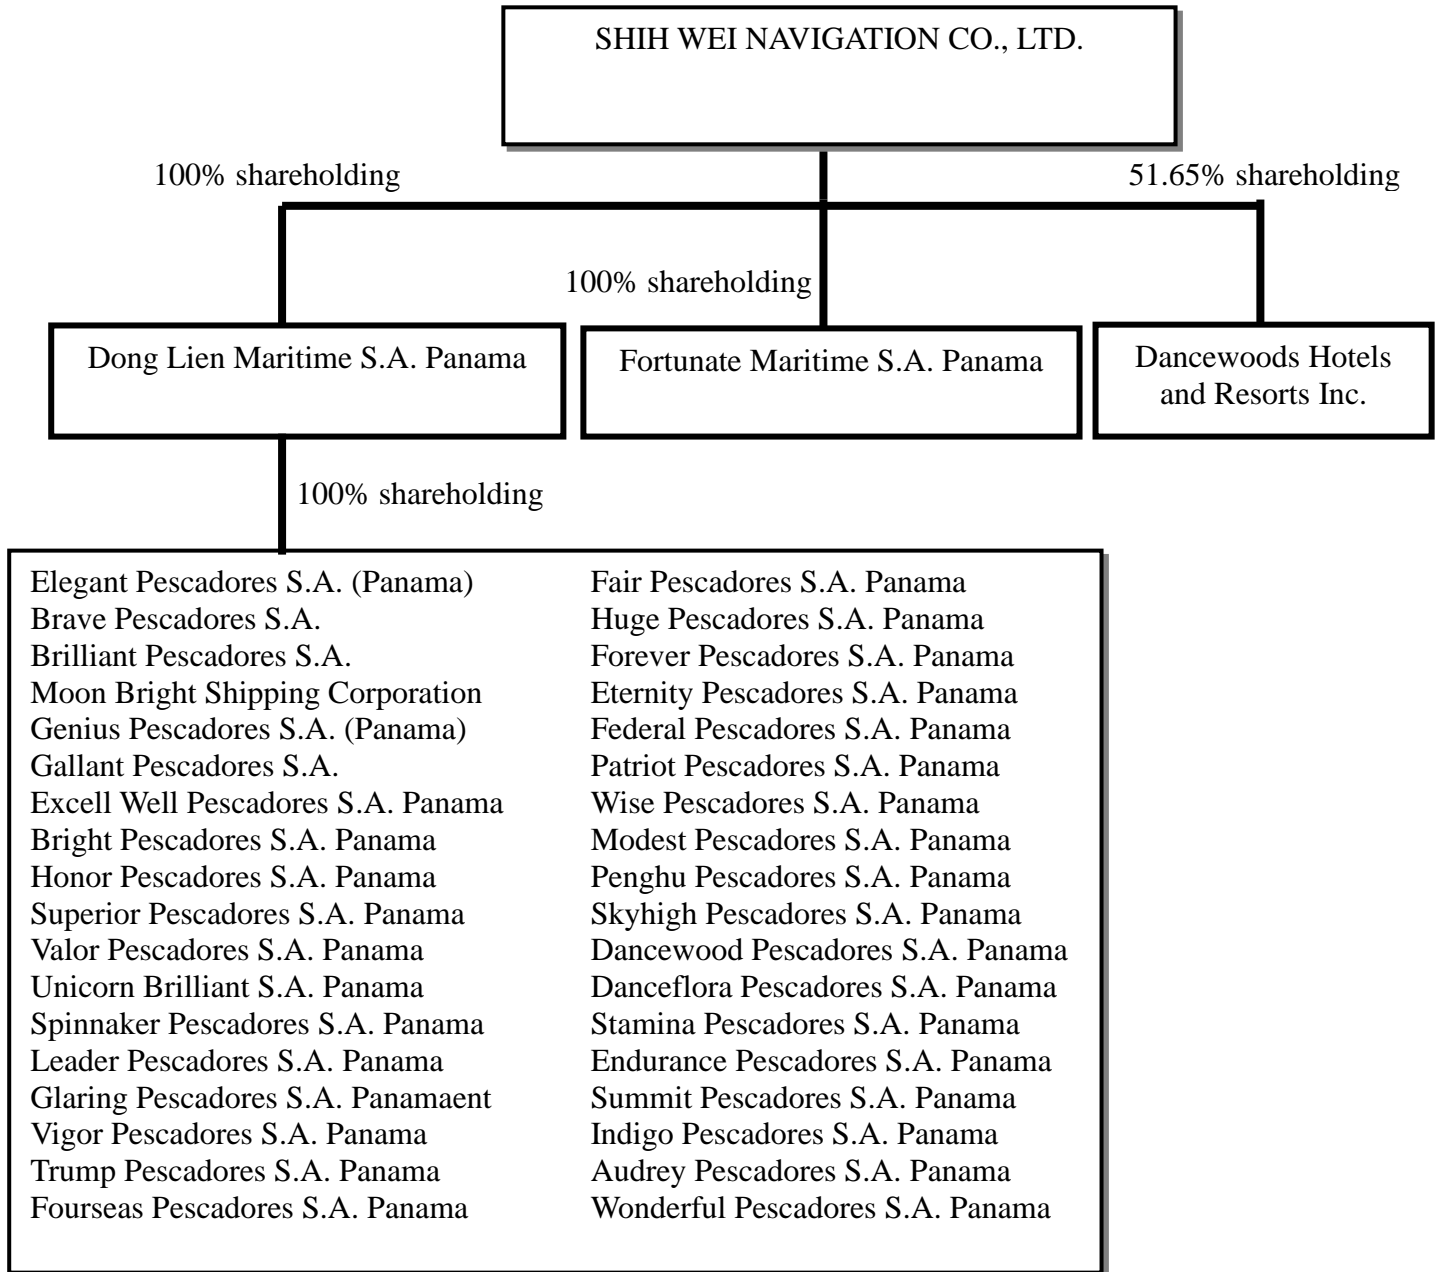 SHIH WEI NAVIGATION CO., LTD.
100% shareholding
51.65% shareholding
100% shareholding
Dong Lien Maritime S.A. Panama
Fortunate Maritime S.A. Panama
Dancewoods Hotels
and Resorts Inc.
100% shareholding
Elegant Pescadores S.A. (Panama)
Brave Pescadores S.A.
Brilliant Pescadores S.A.
Moon Bright Shipping Corporation
Genius Pescadores S.A. (Panama)
Gallant Pescadores S.A.
Excell Well Pescadores S.A. Panama
Bright Pescadores S.A. Panama
Honor Pescadores S.A. Panama
Superior Pescadores S.A. Panama
Valor Pescadores S.A. Panama
Unicorn Brilliant S.A. Panama
Spinnaker Pescadores S.A. Panama
Leader Pescadores S.A. Panama
Glaring Pescadores S.A. Panamaent
Vigor Pescadores S.A. Panama
Trump Pescadores S.A. Panama
Fourseas Pescadores S.A. Panama
Fair Pescadores S.A. Panama
Huge Pescadores S.A. Panama
Forever Pescadores S.A. Panama
Eternity Pescadores S.A. Panama
Federal Pescadores S.A. Panama
Patriot Pescadores S.A. Panama
Wise Pescadores S.A. Panama
Modest Pescadores S.A. Panama
Penghu Pescadores S.A. Panama
Skyhigh Pescadores S.A. Panama
Dancewood Pescadores S.A. Panama
Danceflora Pescadores S.A. Panama
Stamina Pescadores S.A. Panama
Endurance Pescadores S.A. Panama
Summit Pescadores S.A. Panama
Indigo Pescadores S.A. Panama
Audrey Pescadores S.A. Panama
Wonderful Pescadores S.A. Panama